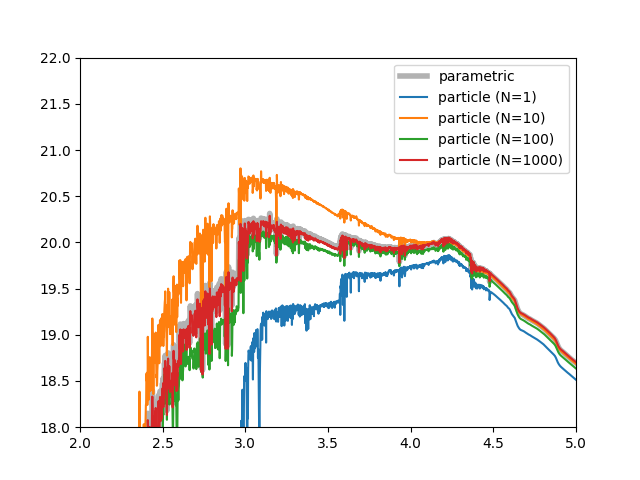 22.0
21.5
21.0
20.5
20.0
19.5
19.0
18.5
18.0
2.0 2.5 3.0 3.5 4.0 4.5 5.0
parametric
particle (N=1)
particle (N=10)
particle (N=100)
particle (N=1000)